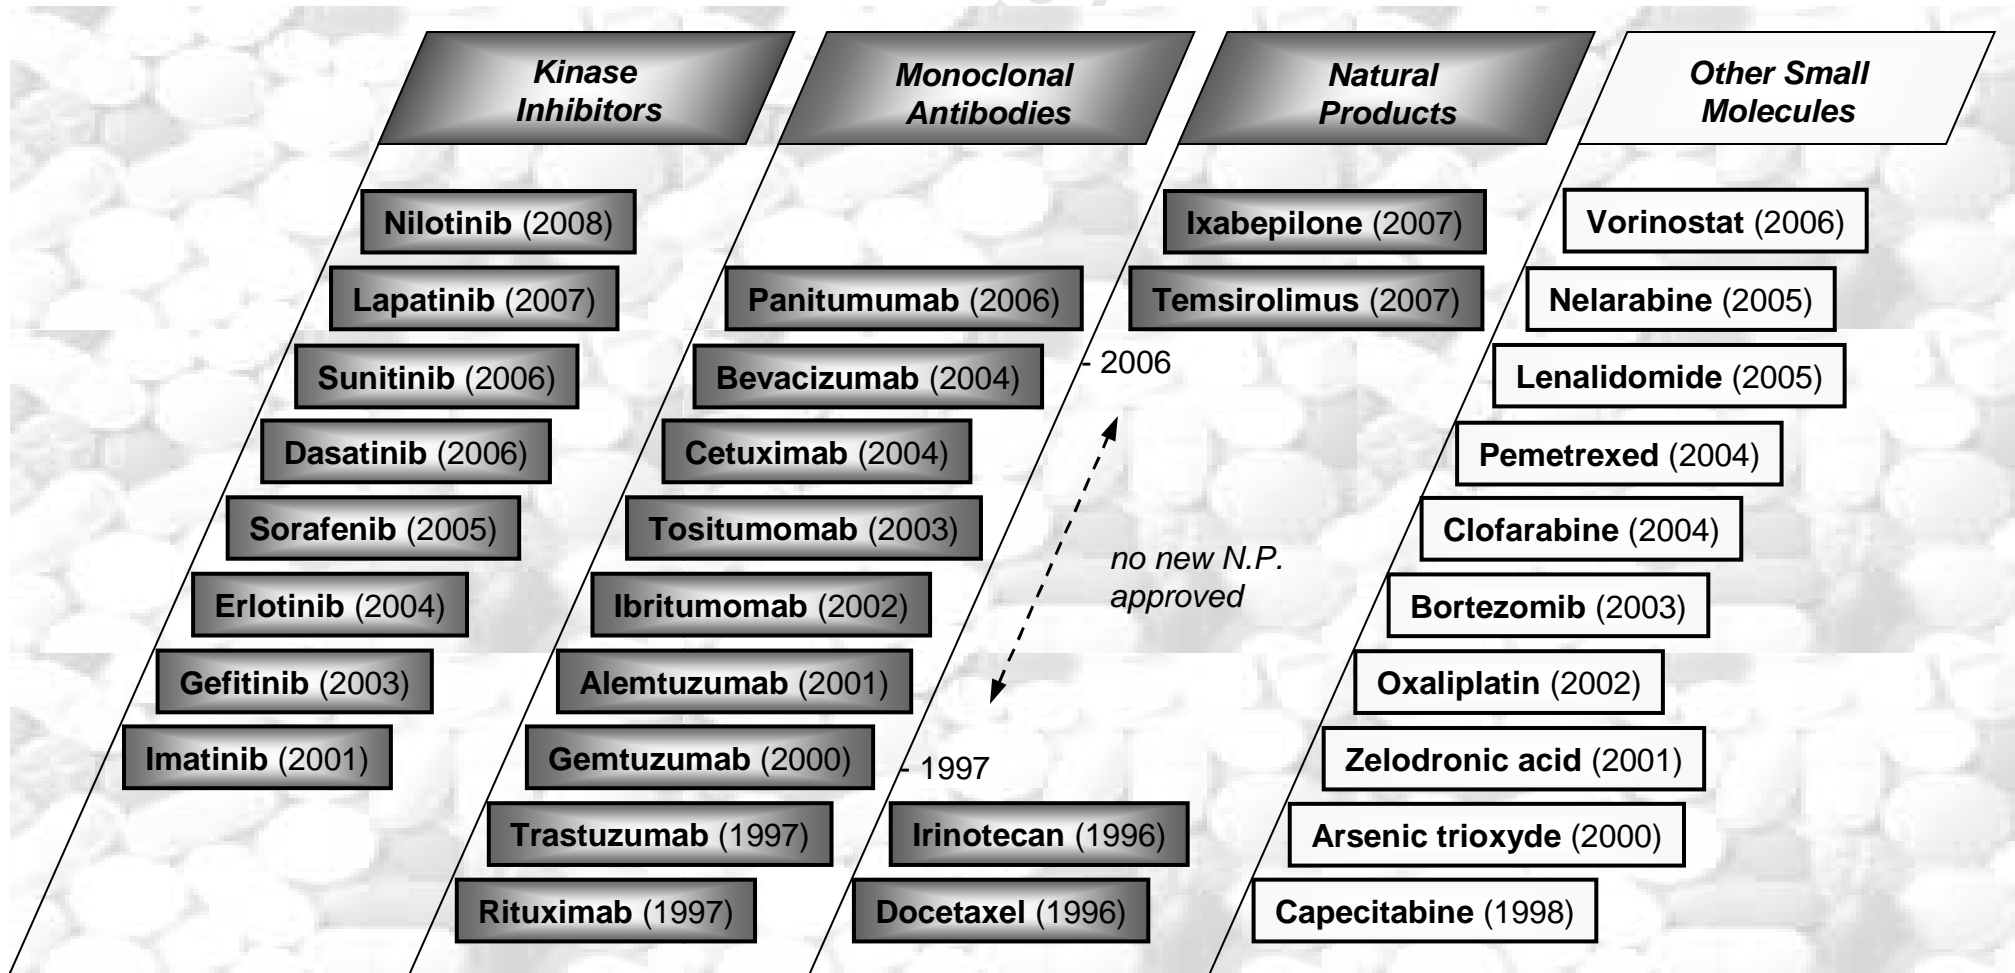 Kinase
Inhibitors
Monoclonal
Antibodies
Natural
Products
Other Small
Molecules
Nilotinib (2008)
Lapatinib (2007)
Sunitinib (2006)
Dasatinib (2006)
Sorafenib (2005)
Erlotinib (2004)
Gefitinib (2003)
Imatinib (2001)
Panitumumab (2006)
Bevacizumab (2004)
Cetuximab (2004)
Tositumomab (2003)
Ibritumomab (2002)
Alemtuzumab (2001)
Gemtuzumab (2000)
Trastuzumab (1997)
Rituximab (1997)
Ixabepilone (2007)
Temsirolimus (2007)
- 2006
no new N.P.
approved
- 1997
Irinotecan (1996)
Docetaxel (1996)
Vorinostat (2006)
Nelarabine (2005)
Lenalidomide (2005)
Pemetrexed (2004)
Clofarabine (2004)
Bortezomib (2003)
Oxaliplatin (2002)
Zelodronic acid (2001)
Arsenic trioxyde (2000)
Capecitabine (1998)